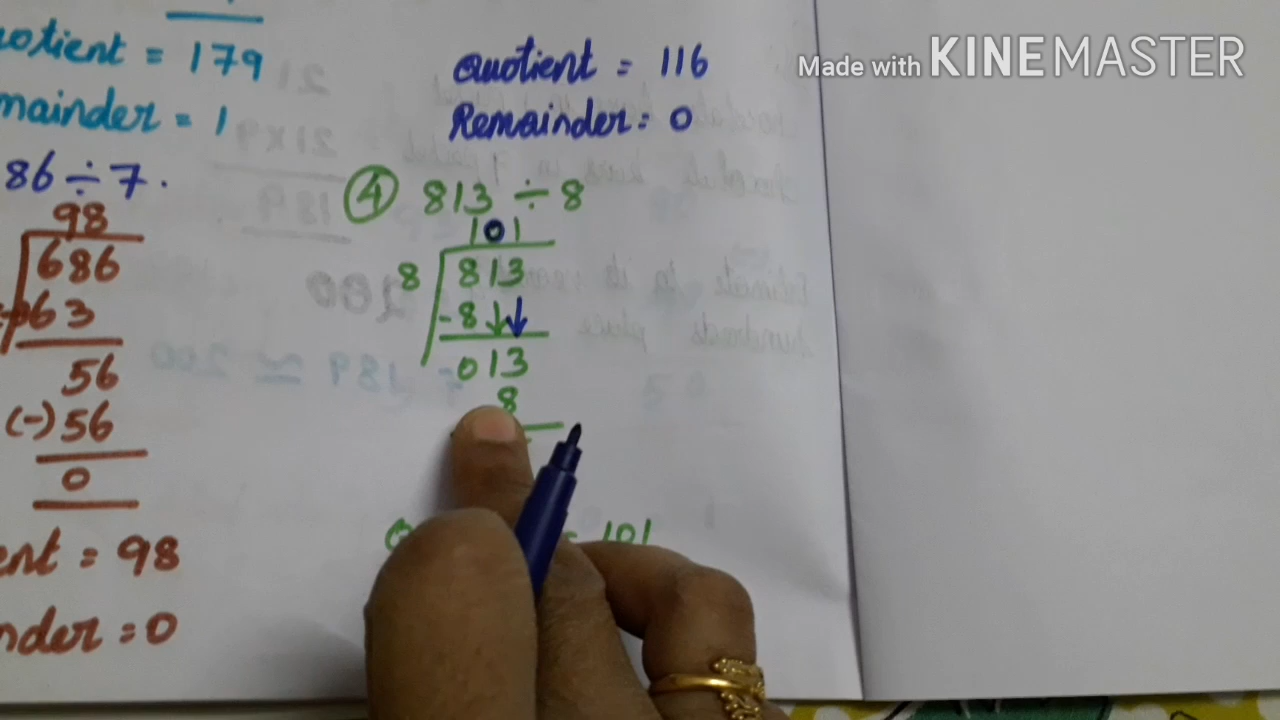 Made with KINEMASTER
otient = 179
mainder = 1
86 ÷ 7.
98
686
(-)63
56
(-)56
0
ent = 98
nder = 0
Quotient = 116
Remainder = 0
④ 813 ÷ 8
101
8 813
-8
013
8
= 101